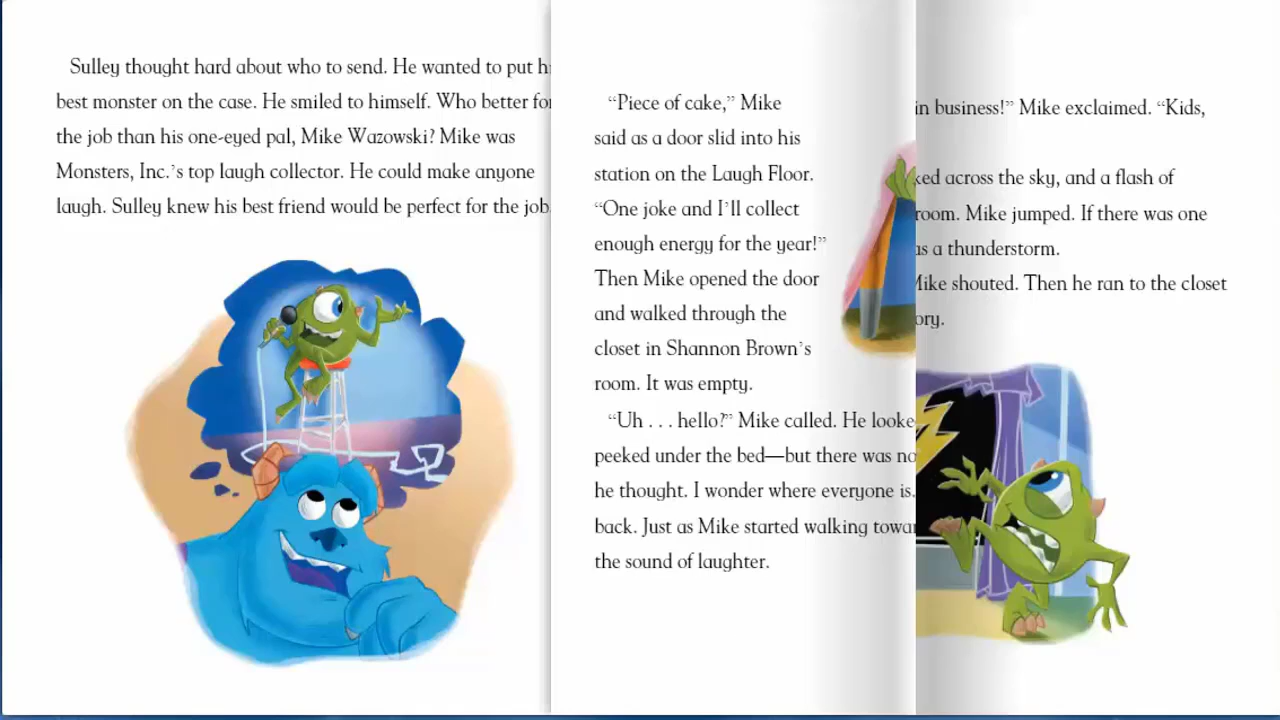 Sulley thought hard about who to send. He wanted to put
best monster on the case. He smiled to himself. Who better for
the job than his one-eyed pal, Mike Wazowski? Mike was
Monsters, Inc.’s top laugh collector. He could make anyone
laugh. Sulley knew his best friend would be perfect for the job.
“Piece of cake,” Mike
said as a door slid into his
station on the Laugh Floor.
“One joke and I’ll collect
enough energy for the year!”
Then Mike opened the door
and walked through the
closet in Shannon Brown’s
room. It was empty.
“Uh . . . hello?” Mike called. He looke
peeked under the bed—but there was no
he thought. I wonder where everyone is.
back. Just as Mike started walking
the sound of laughter.
in business!” Mike exclaimed. “Kids,
ked across the sky, and a flash of
room. Mike jumped. If there was one
as a thunderstorm.
Mike shouted. Then he ran to the closet
ory.